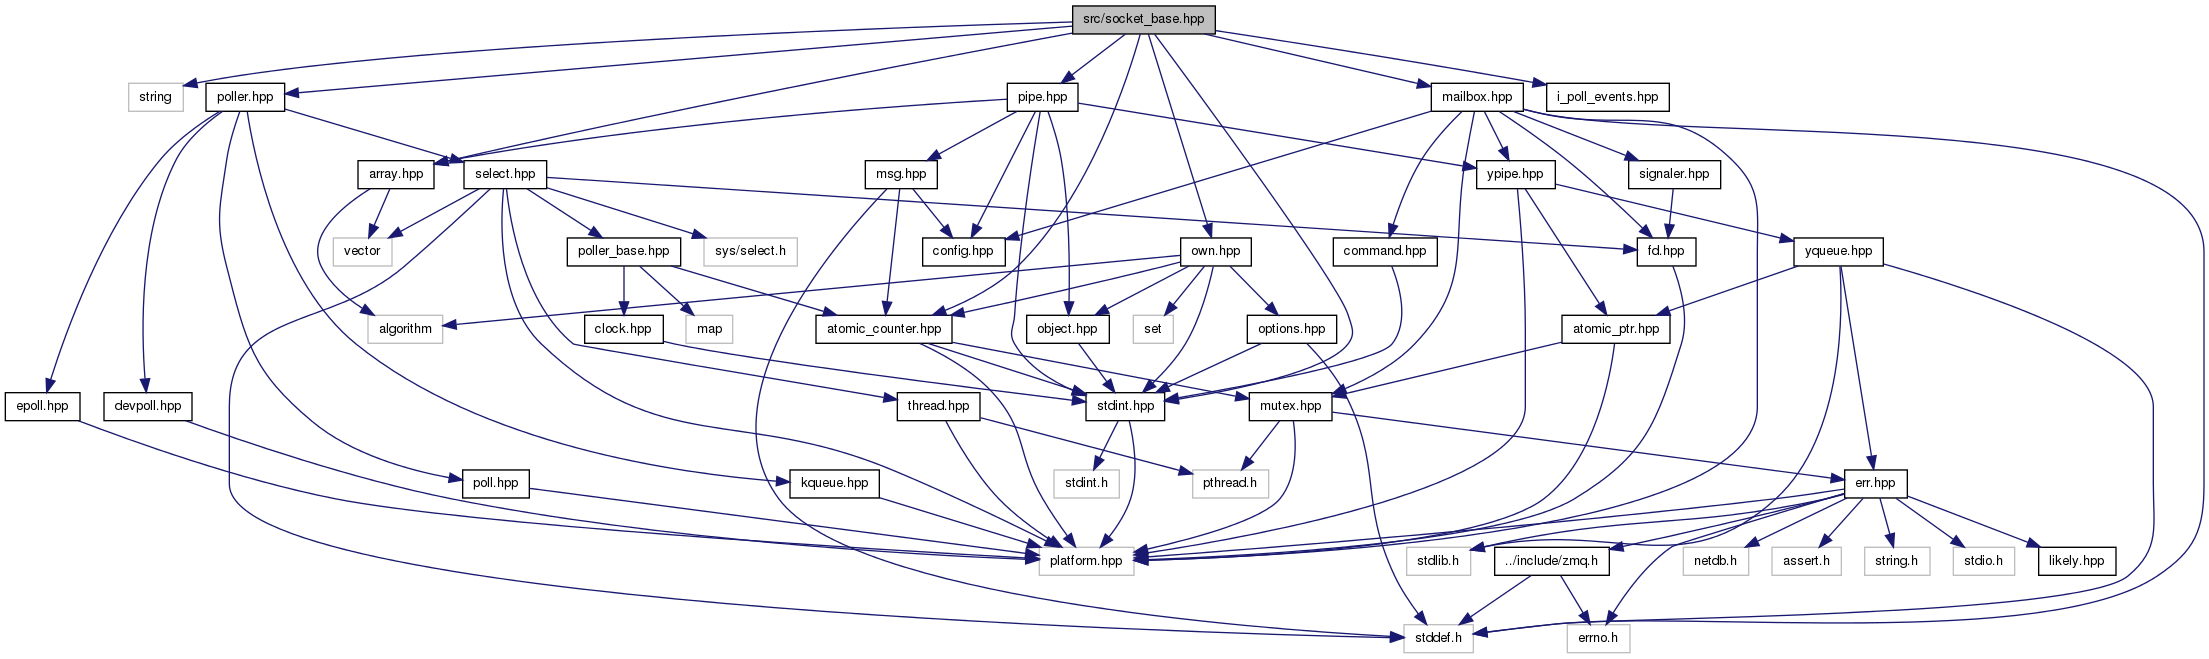 src/socket_base.hpp
string
poller.hpp
pipe.hpp
mailbox.hpp
i_poll_events.hpp
array.hpp
select.hpp
msg.hpp
ypipe.hpp
signaler.hpp
vector
poller_base.hpp
sys/select.h
config.hpp
own.hpp
command.hpp
fd.hpp
yqueue.hpp
algorithm
clock.hpp
map
atomic_counter.hpp
object.hpp
set
options.hpp
atomic_ptr.hpp
epoll.hpp
devpoll.hpp
thread.hpp
stdint.hpp
mutex.hpp
poll.hpp
kqueue.hpp
stdint.h
pthread.h
err.hpp
platform.hpp
stdlib.h
../include/zmq.h
netdb.h
assert.h
string.h
stdio.h
likely.hpp
stddef.h
errno.h